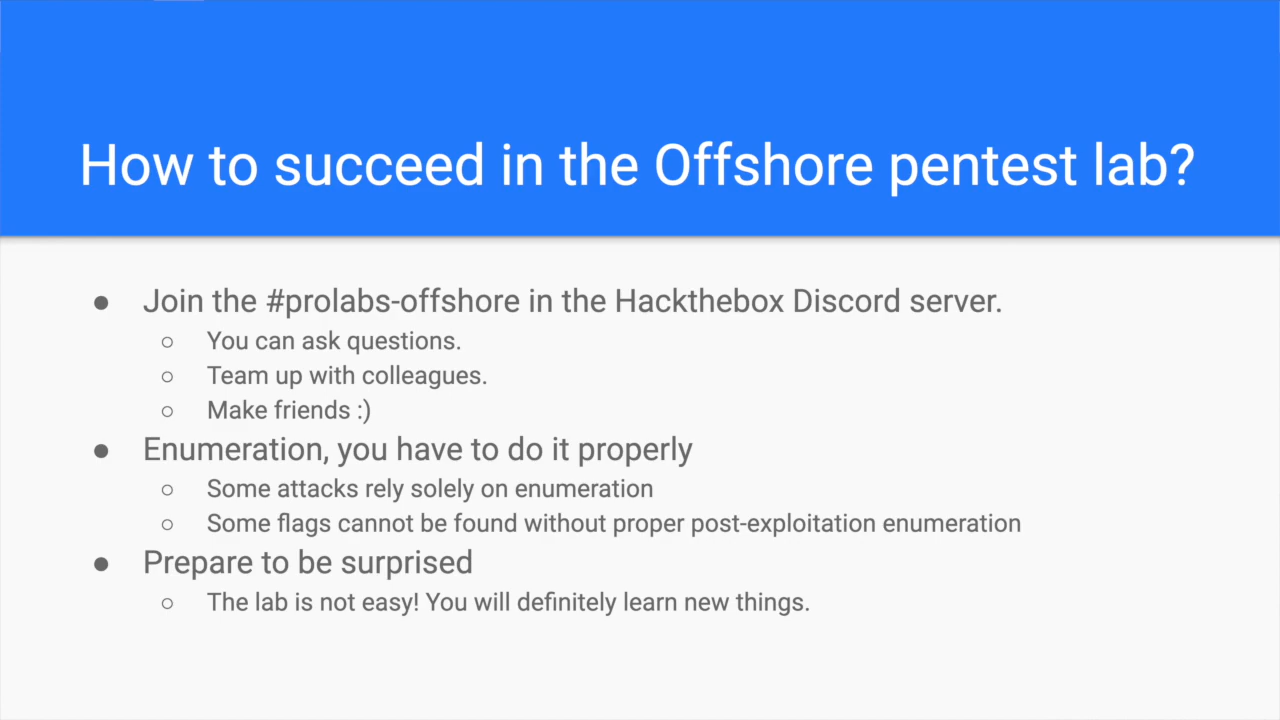 How to succeed in the Offshore pentest lab?
● Join the #prolabs-offshore in the Hackthebox Discord server.
○ You can ask questions.
○ Team up with colleagues.
○ Make friends :)
● Enumeration, you have to do it properly
○ Some attacks rely solely on enumeration
○ Some flags cannot be found without proper post-exploitation enumeration
● Prepare to be surprised
○ The lab is not easy! You will definitely learn new things.